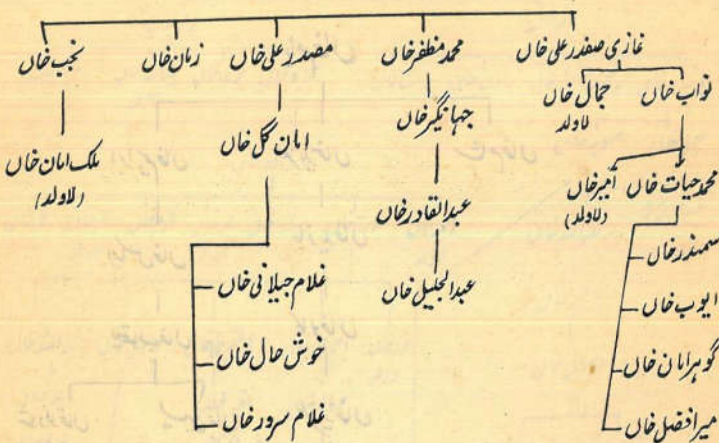 غازی صفدر علی خاں
محمد مظفر خاں
مصدر علی خاں
زمان خاں
نجب خاں
نواب خاں
جمال خاں
لاولد
جہانگیر خاں
امان گل خاں
ملک امان خاں
(لاولد)
محمد حیات خاں
امیر خاں
(لاولد)
عبدالقادر خاں
عبدالجلیل خاں
سمندر خاں
ایوب خاں
گوہر امان خاں
میر افضل خاں
غلام جیلانی خاں
خوش حال خاں
غلام سرور خاں